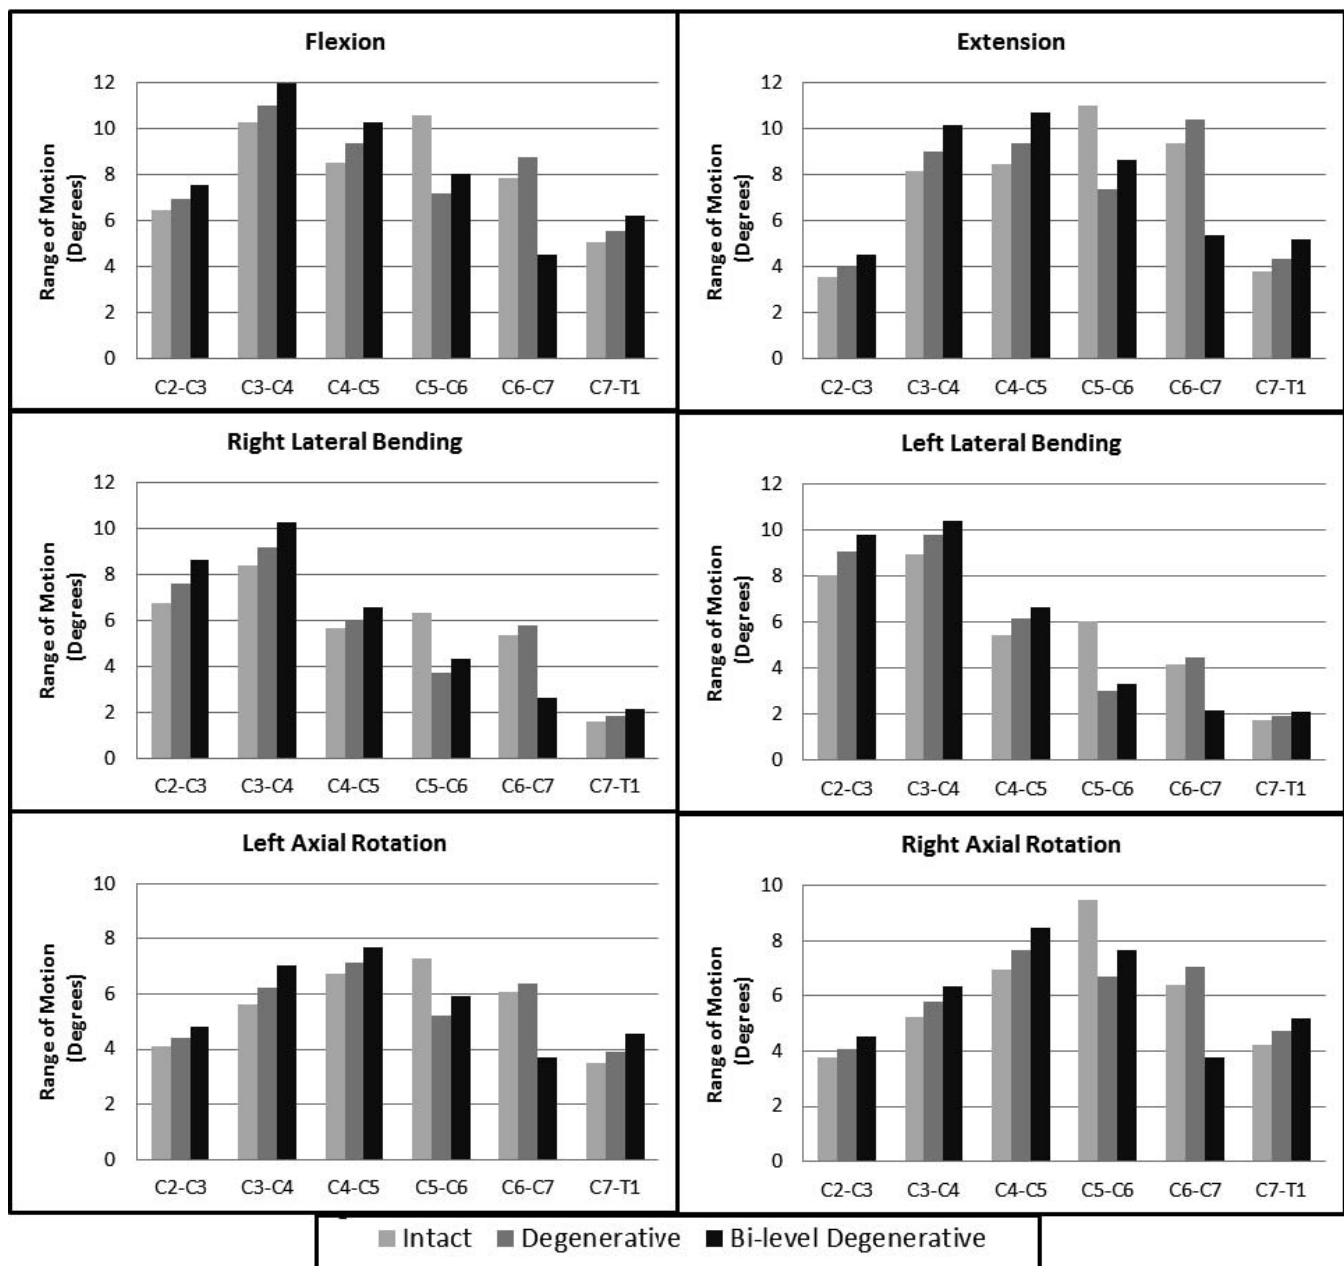 Flexion
Range of Motion
(Degrees)
12
10
8
6
4
2
0
C2-C3 C3-C4 C4-C5 C5-C6 C6-C7 C7-T1
Extension
Range of Motion
(Degrees)
12
10
8
6
4
2
0
C2-C3 C3-C4 C4-C5 C5-C6 C6-C7 C7-T1
Right Lateral Bending
Range of Motion
(Degrees)
12
10
8
6
4
2
0
C2-C3 C3-C4 C4-C5 C5-C6 C6-C7 C7-T1
Left Lateral Bending
Range of Motion
(Degrees)
12
10
8
6
4
2
0
C2-C3 C3-C4 C4-C5 C5-C6 C6-C7 C7-T1
Left Axial Rotation
Range of Motion
(Degrees)
10
8
6
4
2
0
C2-C3 C3-C4 C4-C5 C5-C6 C6-C7 C7-T1
Right Axial Rotation
Range of Motion
(Degrees)
10
8
6
4
2
0
C2-C3 C3-C4 C4-C5 C5-C6 C6-C7 C7-T1
Intact Degenerative Bi-level Degenerative